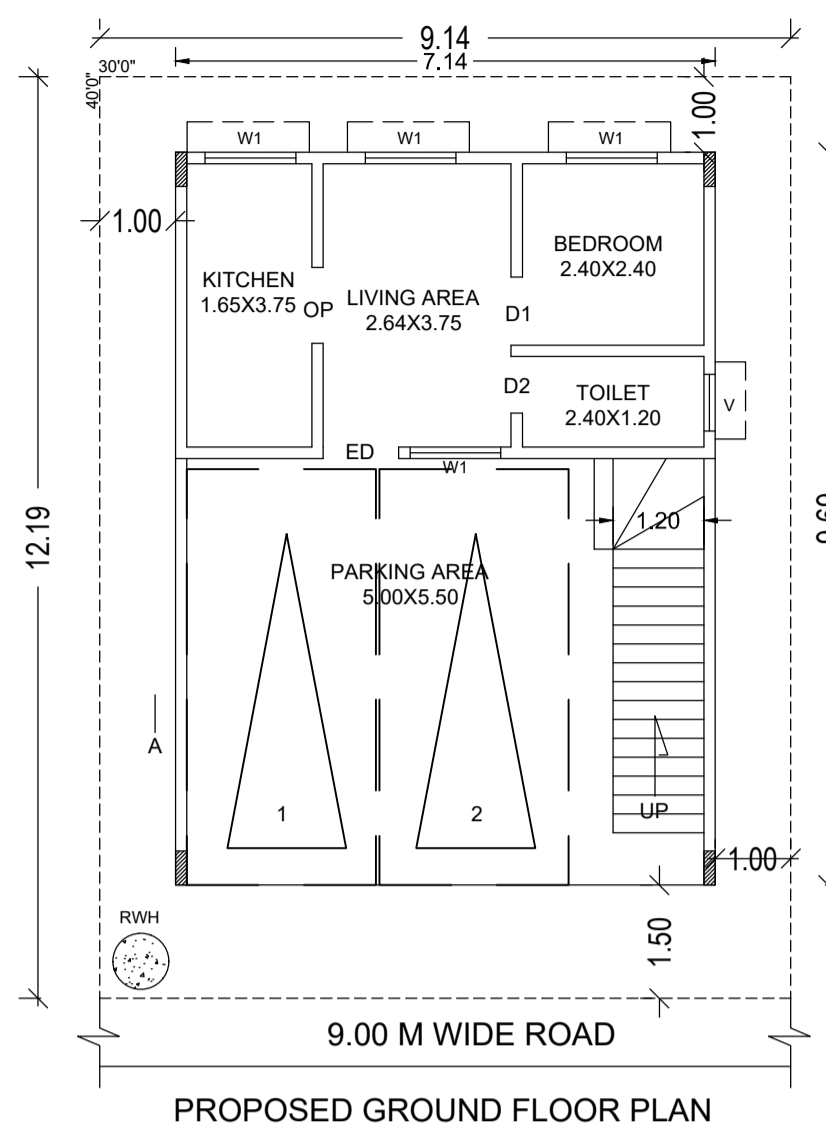 9.14
7.14
30'0"
40'0"
1.00
W1
W1
W1
1.00
BEDROOM
2.40X2.40
KITCHEN
1.65X3.75
OP
LIVING AREA
2.64X3.75
D1
D2
TOILET
2.40X1.20
V
ED
W1
12.19
1.20
PARKING AREA
5.00X5.50
A
1
2
UP
1.00
RWH
1.50
9.00 M WIDE ROAD
PROPOSED GROUND FLOOR PLAN